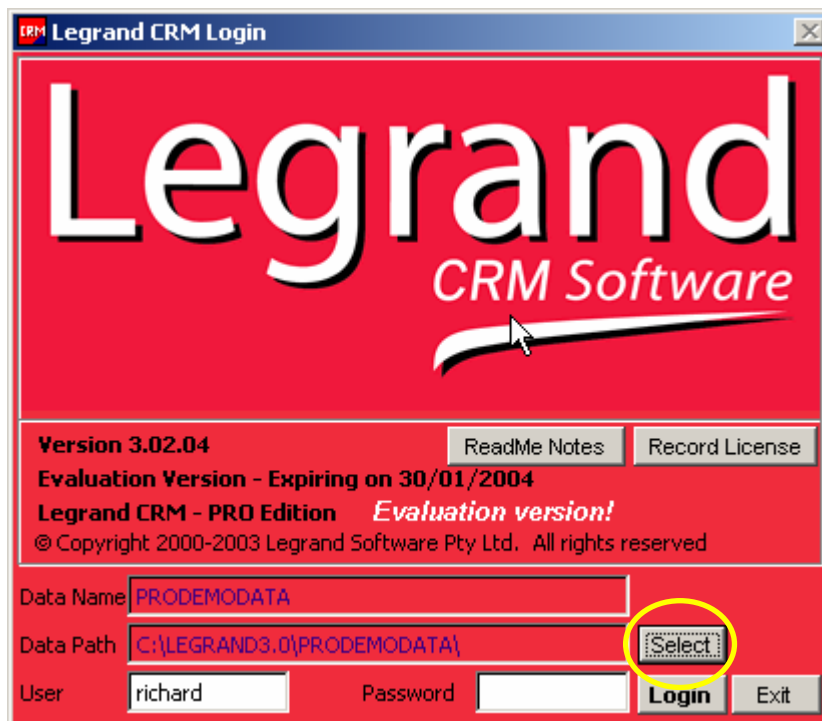 CRM Legrand CRM Login
Legrand
CRM Software
Version 3.02.04 ReadMe Notes Record License
Evaluation Version - Expiring on 30/01/2004
Legrand CRM - PRO Edition Evaluation version!
© Copyright 2000-2003 Legrand Software Pty Ltd. All rights reserved
Data Name PRODEMODATA
Data Path C:\LEGRAND3.0\PRODEMODATA\ Select
User richard Password Login Exit